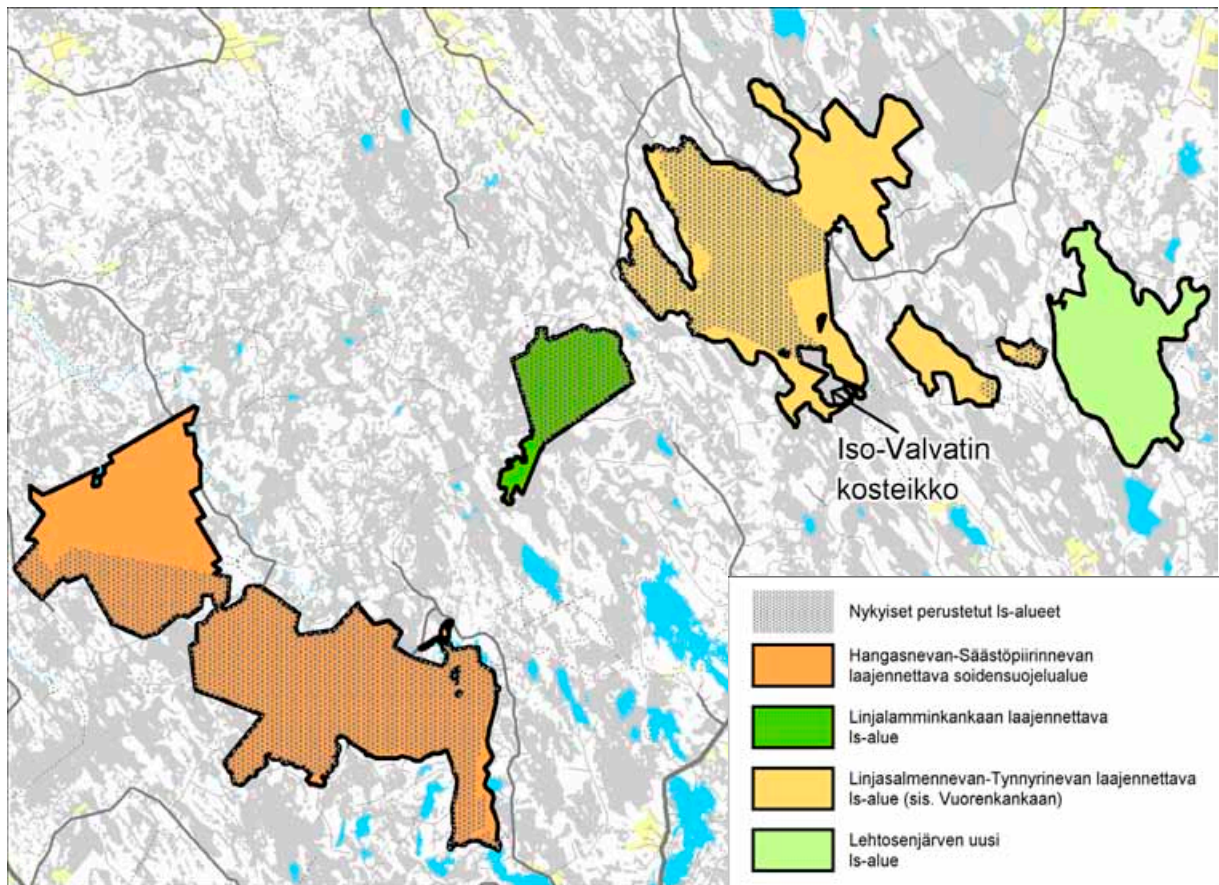 Iso-Valvatin
kosteikko
Nykyiset perustetut ls-alueet
Hangasnevan-Säästöpiirinnevan
laajennettava soidensuojelualue
Linjalamminkankaan laajennettava
ls-alue
Linjasalmennevan-Tynnyrinevan laajennettava
ls-alue (sis. Vuorenkankaan)
Lehtosenjärven uusi
ls-alue